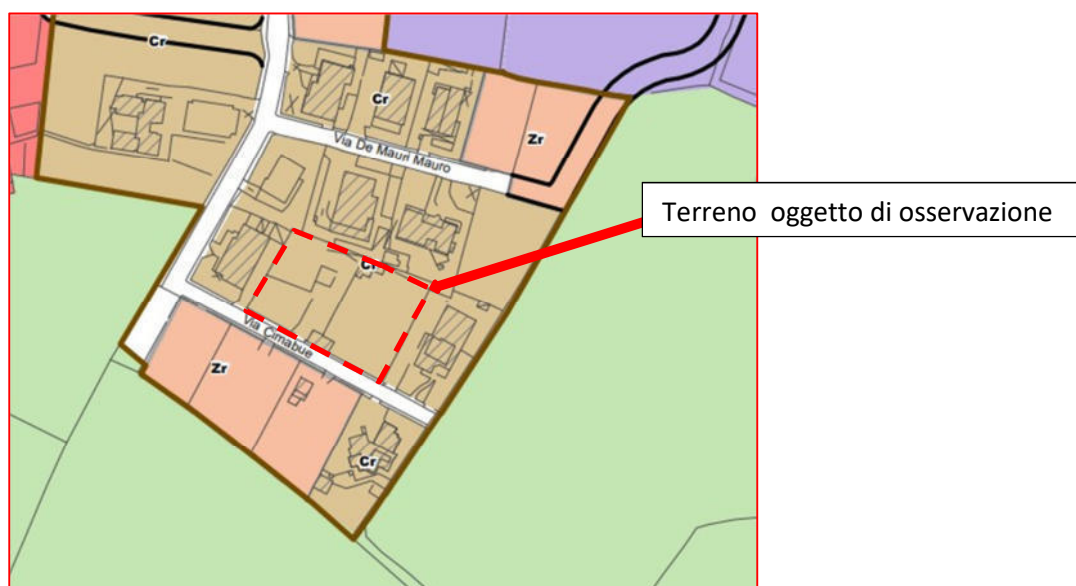 Cr
Cr
Via De Mauri Mauro
Zr
Terreno oggetto di osservazione
Cr
Via Cimabue
Zr
Cr